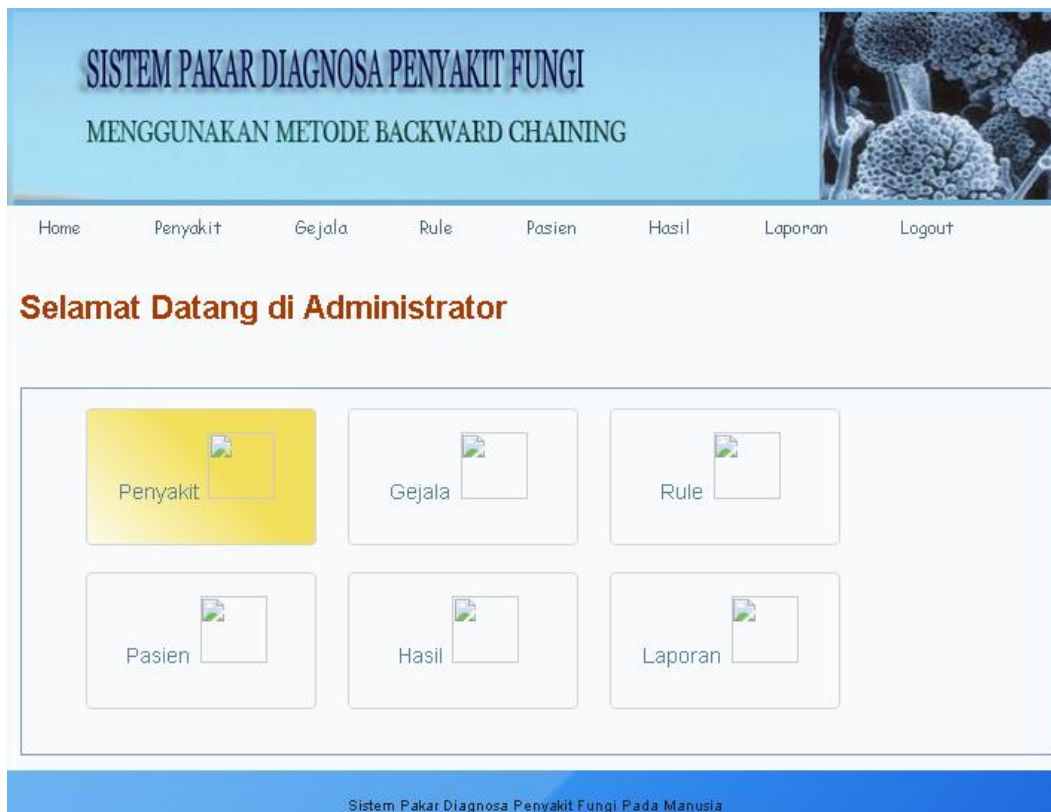 SISTEM PAKAR DIAGNOSA PENYAKIT FUNGI
MENGGUNAKAN METODE BACKWARD CHAINING
Home Penyakit Gejala Rule Pasien Hasil Laporan Logout
Selamat Datang di Administrator
Penyakit Gejala Rule
Pasien Hasil Laporan
Sistem Pakar Diagnosa Penyakit Fungi Pada Manusia